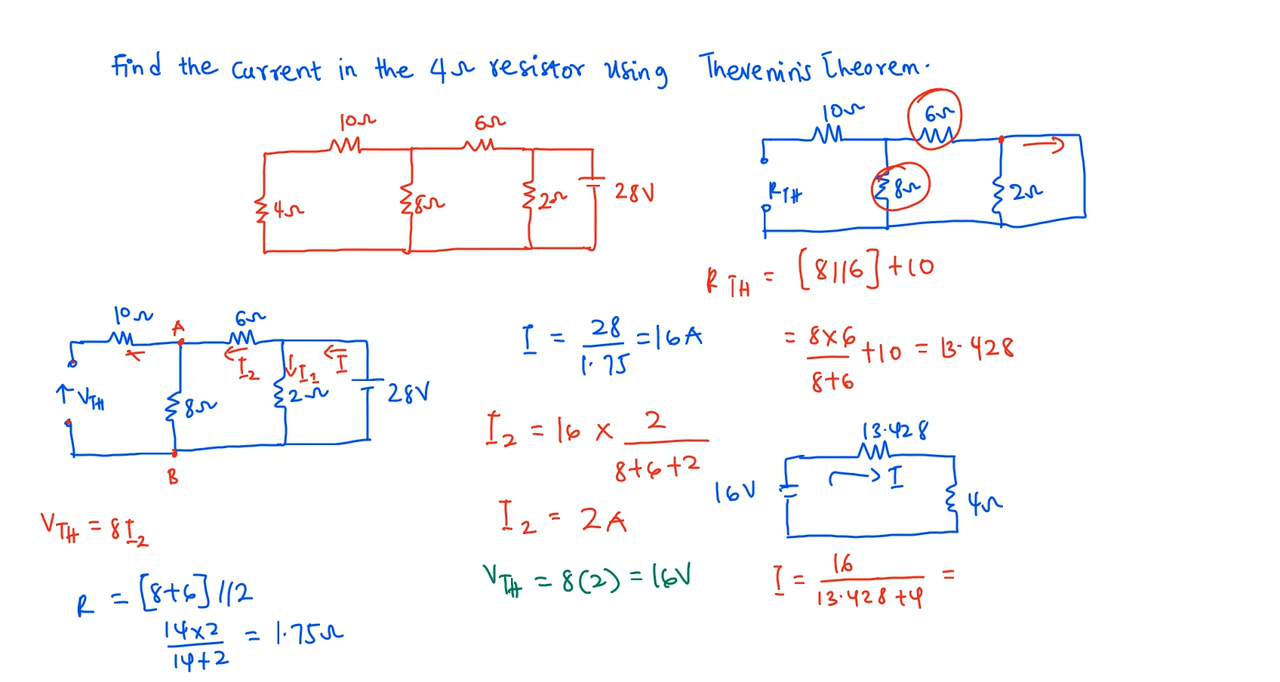 Find the current in the 4Ω resistor using Thevenin's Theorem.
10Ω
6Ω
4Ω
8Ω
2Ω
28V
10Ω
6Ω
RTH
8Ω
2Ω
RTH = [8//6] + 10
= 8×6/8+6 + 10 = 13.428
10Ω
A
6Ω
I2
I1
I
↑ VTH
8Ω
2Ω
28V
B
VTH = 8I2
R = [8+6] //2
14×2/14+2 = 1.75Ω
I = 28/1.75 = 16A
I2 = 16 × 2/8+6+2
I2 = 2A
VTH = 8(2) = 16V
13.428
16V
I
4Ω
I = 16/13.428+4 =